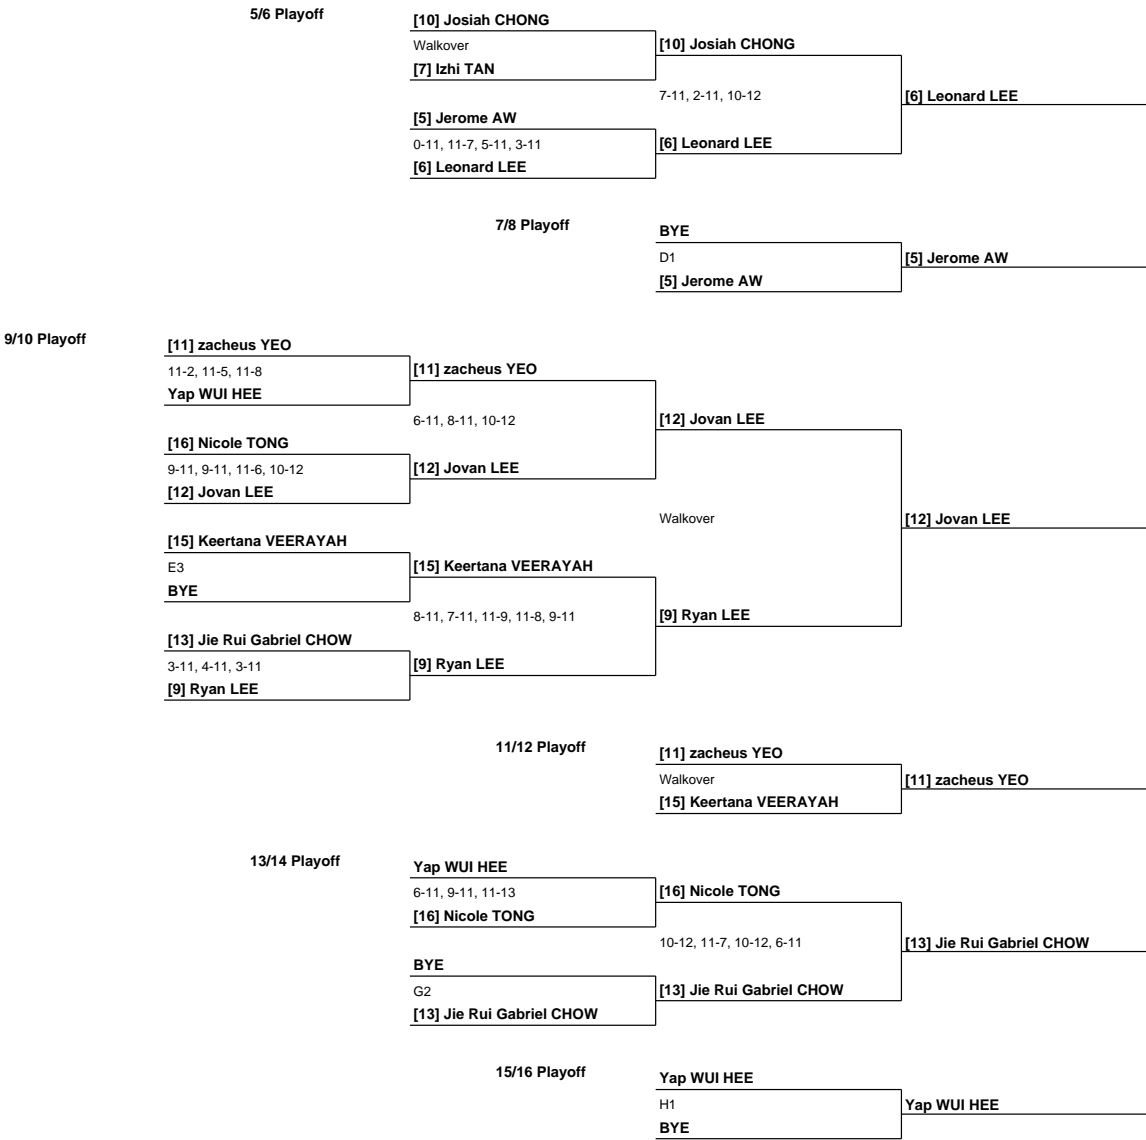 5/6 Playoff
[10] Josiah CHONG
Walkover
[10] Josiah CHONG
[7] Izhi TAN
7-11, 2-11, 10-12
[6] Leonard LEE
[5] Jerome AW
0-11, 11-7, 5-11, 3-11
[6] Leonard LEE
[6] Leonard LEE
7/8 Playoff
BYE
D1
[5] Jerome AW
[5] Jerome AW
9/10 Playoff
[11] zacheus YEO
11-2, 11-5, 11-8
[11] zacheus YEO
Yap WUI HEE
6-11, 8-11, 10-12
[12] Jovan LEE
[16] Nicole TONG
9-11, 9-11, 11-6, 10-12
[12] Jovan LEE
[12] Jovan LEE
Walkover
[12] Jovan LEE
[15] Keertana VEERAYAH
E3
[15] Keertana VEERAYAH
BYE
8-11, 7-11, 11-9, 11-8, 9-11
[9] Ryan LEE
[13] Jie Rui Gabriel CHOW
3-11, 4-11, 3-11
[9] Ryan LEE
[9] Ryan LEE
11/12 Playoff
[11] zacheus YEO
Walkover
[11] zacheus YEO
[15] Keertana VEERAYAH
13/14 Playoff
Yap WUI HEE
6-11, 9-11, 11-13
[16] Nicole TONG
[16] Nicole TONG
10-12, 11-7, 10-12, 6-11
[13] Jie Rui Gabriel CHOW
BYE
G2
[13] Jie Rui Gabriel CHOW
[13] Jie Rui Gabriel CHOW
15/16 Playoff
Yap WUI HEE
H1
Yap WUI HEE
BYE